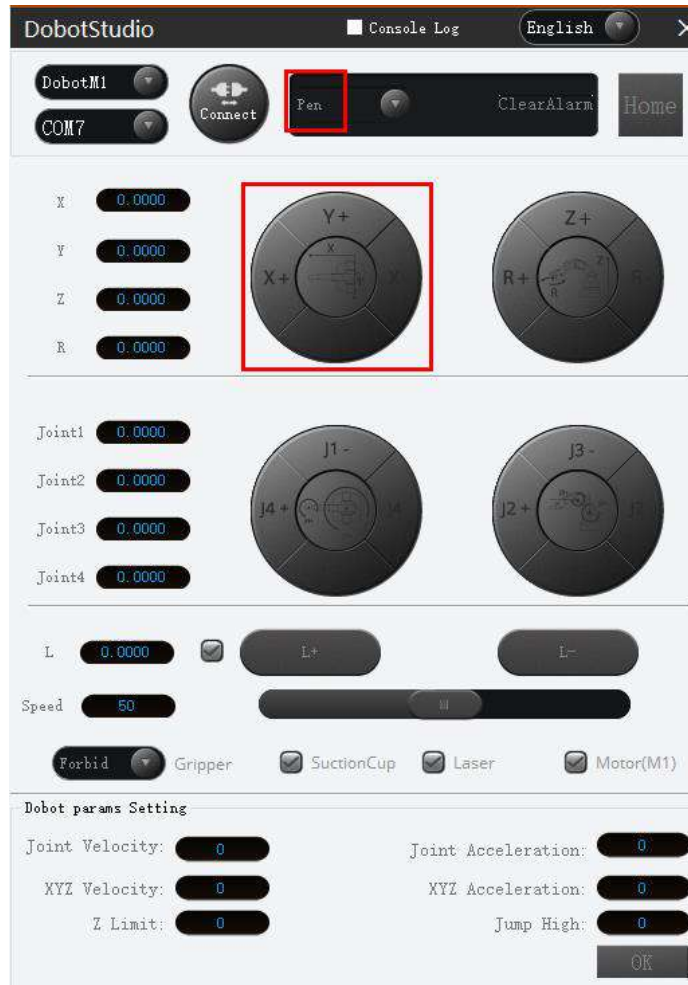 DobotStudio Console Log English X
DobotM1
COM7
Connect
Pen ClearAlarm Home
X 0.0000
Y 0.0000
Z 0.0000
R 0.0000
Y+
X+ X
X
Z+
R+ R-
Z
R
Joint1 0.0000
Joint2 0.0000
Joint3 0.0000
Joint4 0.0000
J1 -
J4 + J4
J3 -
J2 + J2
L 0.0000 L+ L-
Speed 50
Forbid Gripper SuctionCup Laser Motor(M1)
Dobot params Setting
Joint Velocity: 0 Joint Acceleration: 0
XYZ Velocity: 0 XYZ Acceleration: 0
Z Limit: 0 Jump High: 0
OK